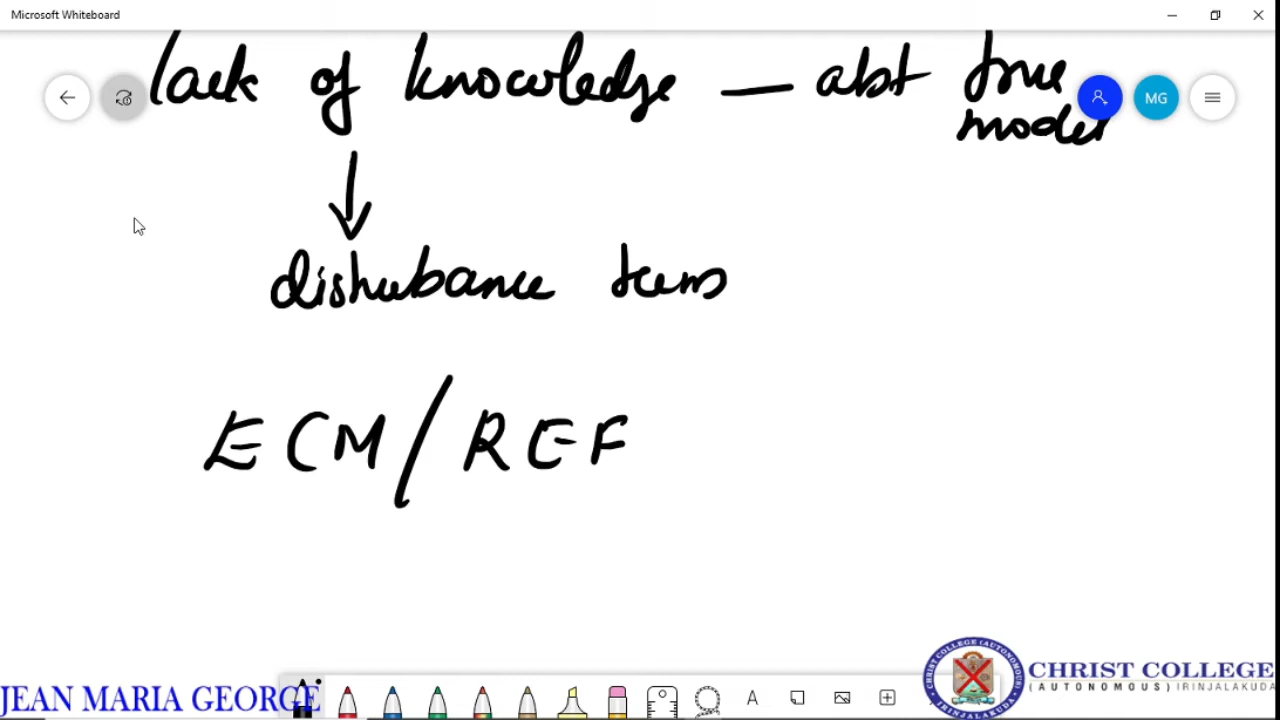 Microsoft Whiteboard
lack of knowledge — abt true
model
MG
disturbance term
ECM/REF
A
JEAN MARIA GEORGE
CHRIST COLLEGE
(AUTONOMOUS) IRINJALAKUDA